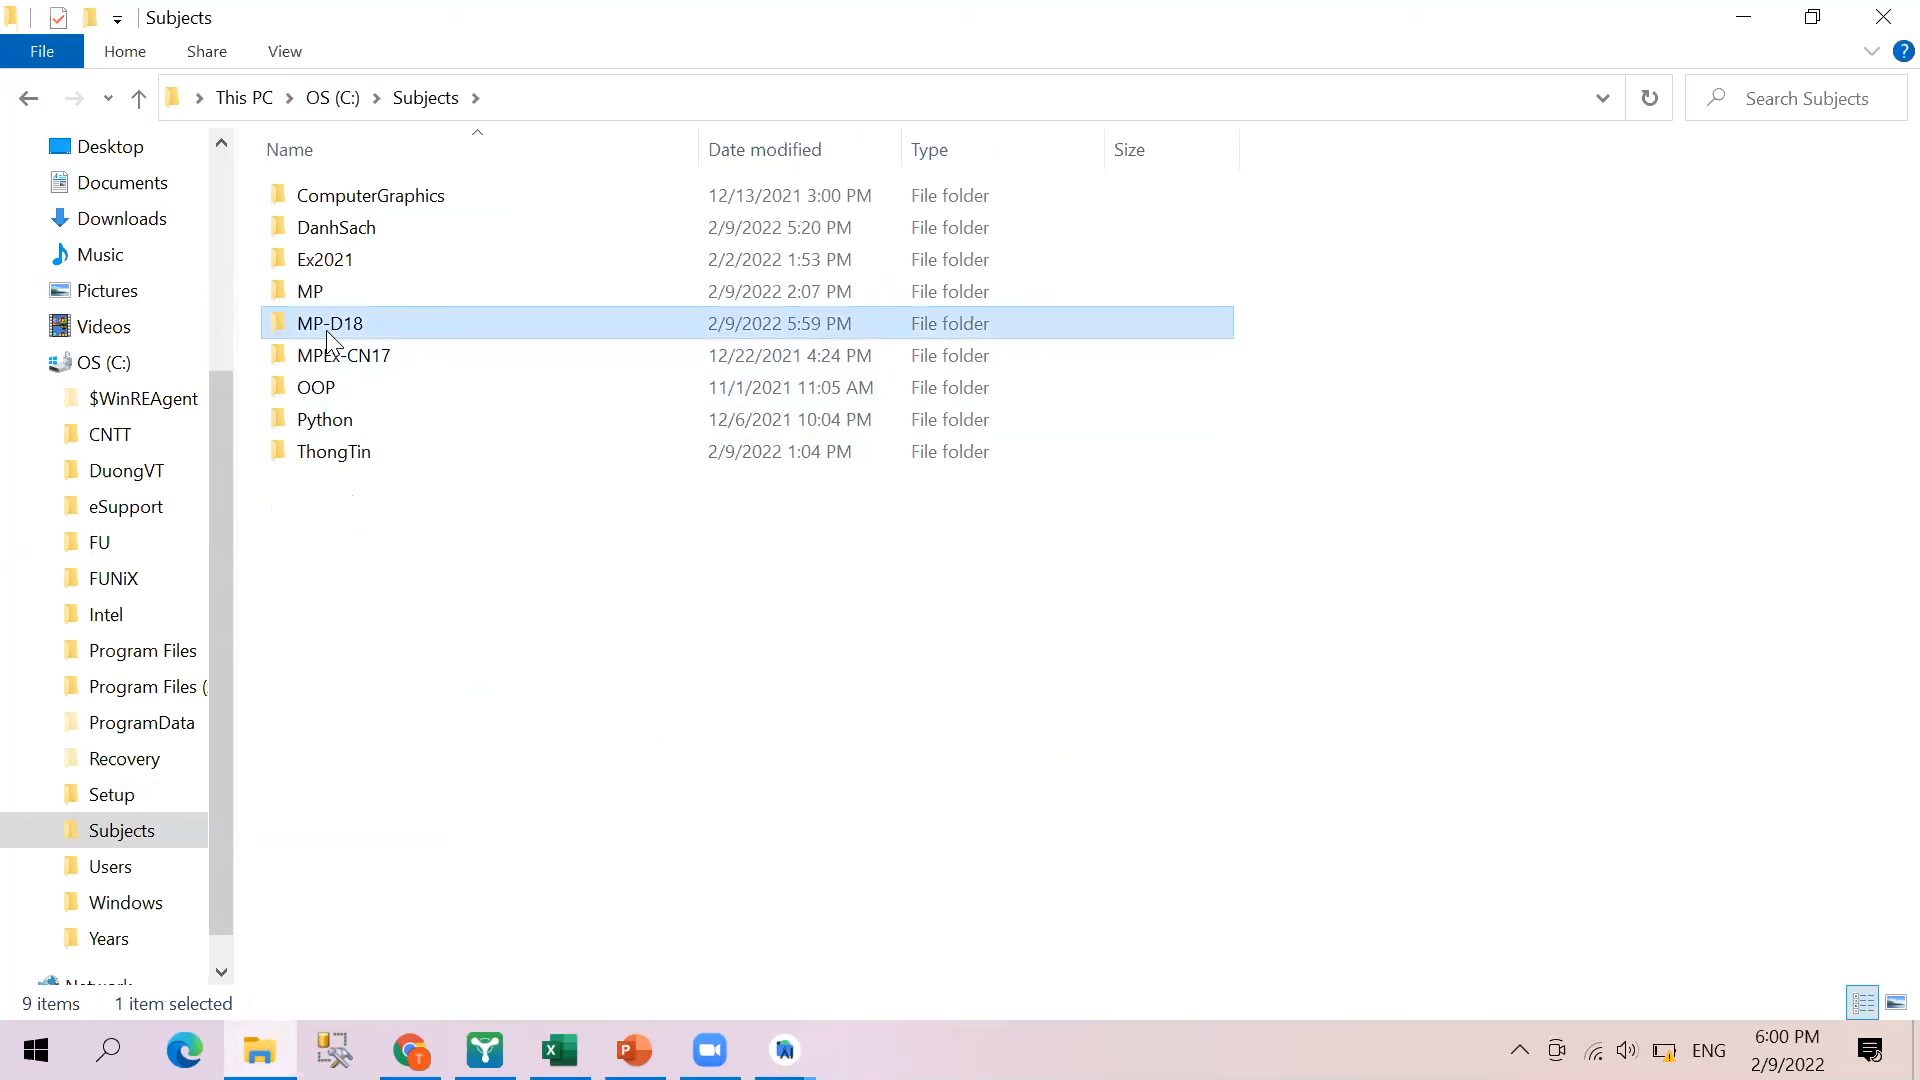 Subjects
File Home Share View
This PC OS (C:) Subjects Search Subjects
Name Date modified Type Size
ComputerGraphics 12/13/2021 3:00 PM File folder
DanhSach 2/9/2022 5:20 PM File folder
Ex2021 2/2/2022 1:53 PM File folder
MP 2/9/2022 2:07 PM File folder
MP-D18 2/9/2022 5:59 PM File folder
MPEx-CN17 12/22/2021 4:24 PM File folder
OOP 11/1/2021 11:05 AM File folder
Python 12/6/2021 10:04 PM File folder
ThongTin 2/9/2022 1:04 PM File folder
Desktop
Documents
Downloads
Music
Pictures
Videos
OS (C:)
$WinREAgent
CNTT
DuongVT
eSupport
FU
FUNiX
Intel
Program Files
Program Files (
ProgramData
Recovery
Setup
Subjects
Users
Windows
Years
Network
9 items 1 item selected
ENG
6:00 PM
2/9/2022